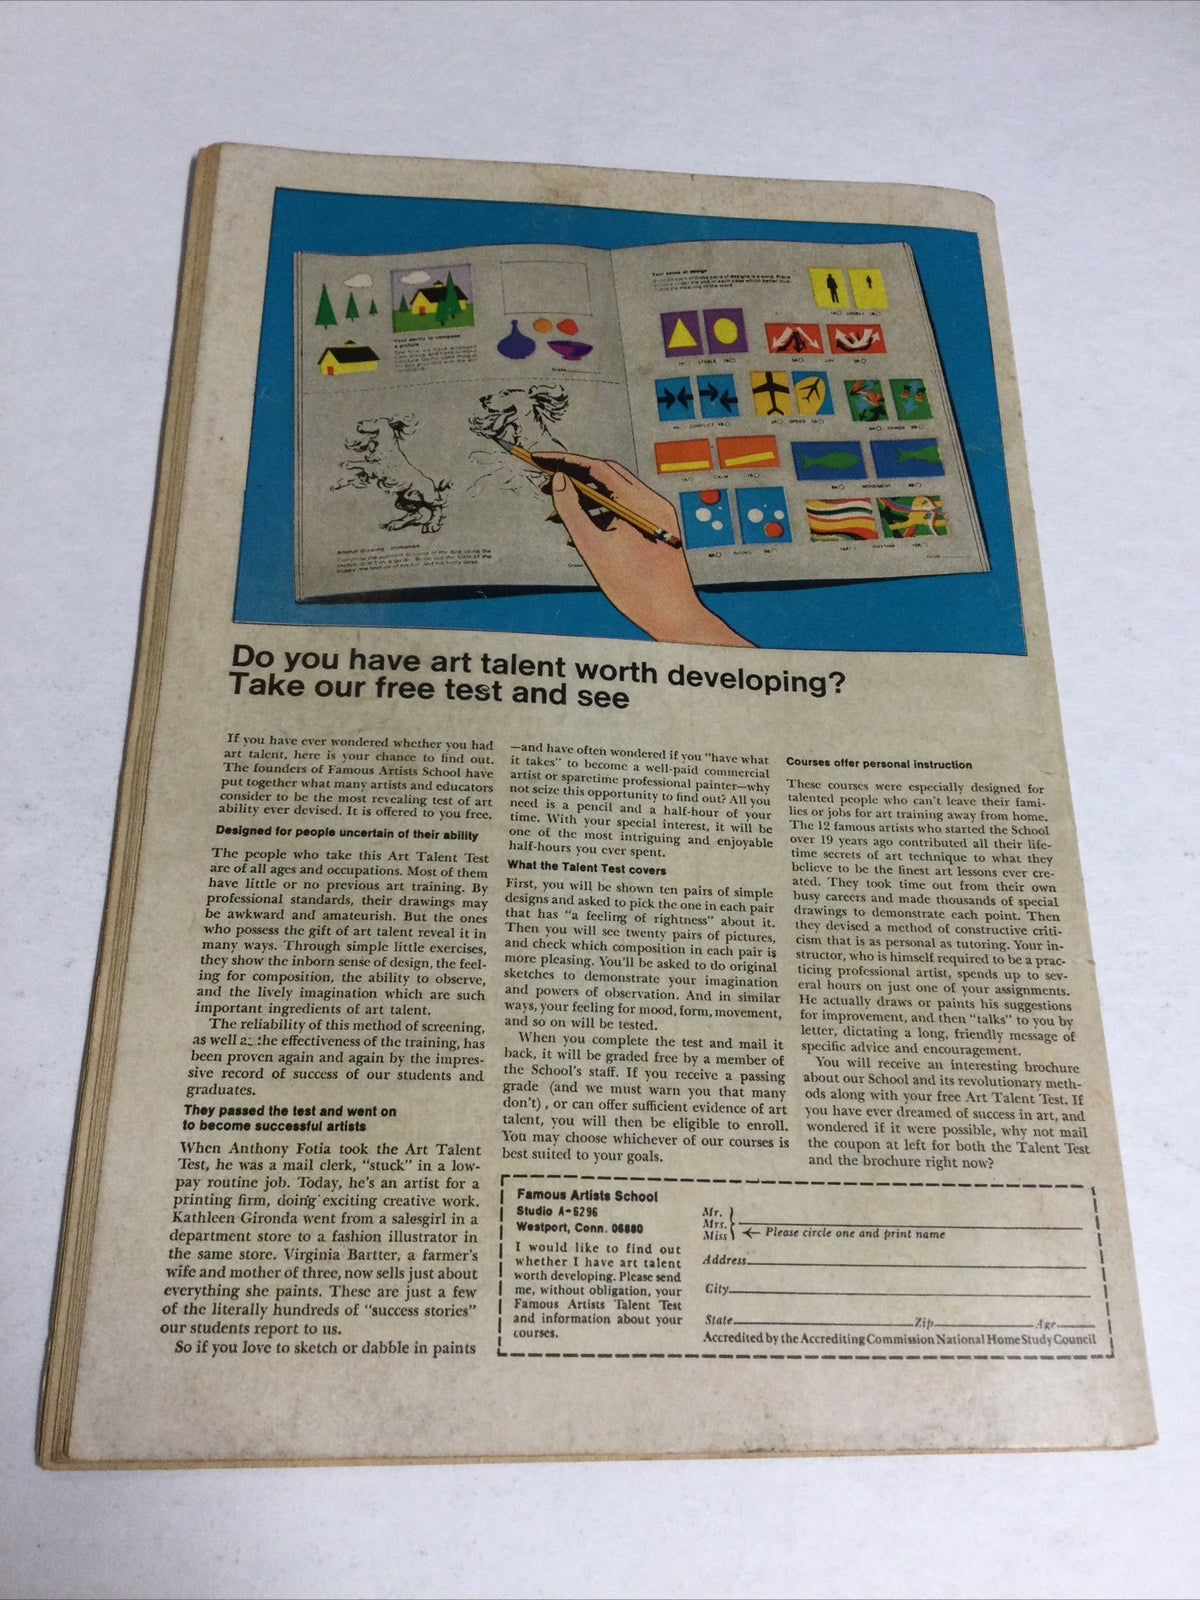 Your ability to compose
a picture
Your sense of design
1A LONELY 1B
STABLE
JOY
CONFLICT
SPEED
CHAOS
CALM
MOVEMENT
RHYTHM
Animal drawing animation
Do you have art talent worth developing?
Take our free test and see
If you have ever wondered whether you had
art talent, here is your chance to find out.
The founders of Famous Artists School have
put together what many artists and educators
consider to be the most revealing test of art
ability ever devised. It is offered to you free.
Designed for people uncertain of their ability
The people who take this Art Talent Test
are of all ages and occupations. Most of them
have little or no previous art training. By
professional standards, their drawings may
be awkward and amateurish. But the ones
who possess the gift of art talent reveal it in
many ways. Through simple little exercises,
they show the inborn sense of design, the feel-
ing for composition, the ability to observe,
and the lively imagination which are such
important ingredients of art talent.
The reliability of this method of screening,
as well as the effectiveness of the training, has
been proven again and again by the impres-
sive record of success of our students and
graduates.
They passed the test and went on
to become successful artists
When Anthony Fotia took the Art Talent
Test, he was a mail clerk, "stuck" in a low-
pay routine job. Today, he's an artist for a
printing firm, doing exciting creative work.
Kathleen Gironda went from a salesgirl in a
department store to a fashion illustrator in
the same store. Virginia Bartter, a farmer's
wife and mother of three, now sells just about
everything she paints. These are just a few
of the literally hundreds of "success stories"
our students report to us.
So if you love to sketch or dabble in paints
—and have often wondered if you "have what
it takes" to become a well-paid commercial
artist or sparetime professional painter—why
not seize this opportunity to find out? All you
need is a pencil and a half-hour of your
time. With your special interest, it will be
one of the most intriguing and enjoyable
half-hours you ever spent.
What the Talent Test covers
First, you will be shown ten pairs of simple
designs and asked to pick the one in each pair
that has "a feeling of rightness" about it.
Then you will see twenty pairs of pictures,
and check which composition in each pair is
more pleasing. You'll be asked to do original
sketches to demonstrate your imagination
and powers of observation. And in similar
ways, your feeling for mood, form, movement,
and so on will be tested.
When you complete the test and mail it
back, it will be graded free by a member of
the School's staff. If you receive a passing
grade (and we must warn you that many
don't), or can offer sufficient evidence of art
talent, you will then be eligible to enroll.
You may choose whichever of our courses is
best suited to your goals.
Courses offer personal instruction
These courses were especially designed for
talented people who can't leave their fami-
lies or jobs for art training away from home.
The 12 famous artists who started the School
over 19 years ago contributed all their life-
time secrets of art technique to what they
believe to be the finest art lessons ever cre-
ated. They took time out from their own
busy careers and made thousands of special
drawings to demonstrate each point. Then
they devised a method of constructive criti-
cism that is as personal as tutoring. Your in-
structor, who is himself required to be a prac-
ticing professional artist, spends up to sev-
eral hours on just one of your assignments.
He actually draws or paints his suggestions
for improvement, and then "talks" to you by
letter, dictating a long, friendly message of
specific advice and encouragement.
You will receive an interesting brochure
about our School and its revolutionary meth-
ods along with your free Art Talent Test. If
you have ever dreamed of success in art, and
wondered if it were possible, why not mail
the coupon at left for both the Talent Test
and the brochure right now?
Famous Artists School
Studio A-6296
Westport, Conn. 06880
I would like to find out
whether I have art talent
worth developing. Please send
me, without obligation, your
Famous Artists Talent Test
and information about your
courses.
Mr.
Mrs.
Miss ← Please circle one and print name
Address
City
State Zip Age
Accredited by the Accrediting Commission National Home Study Council